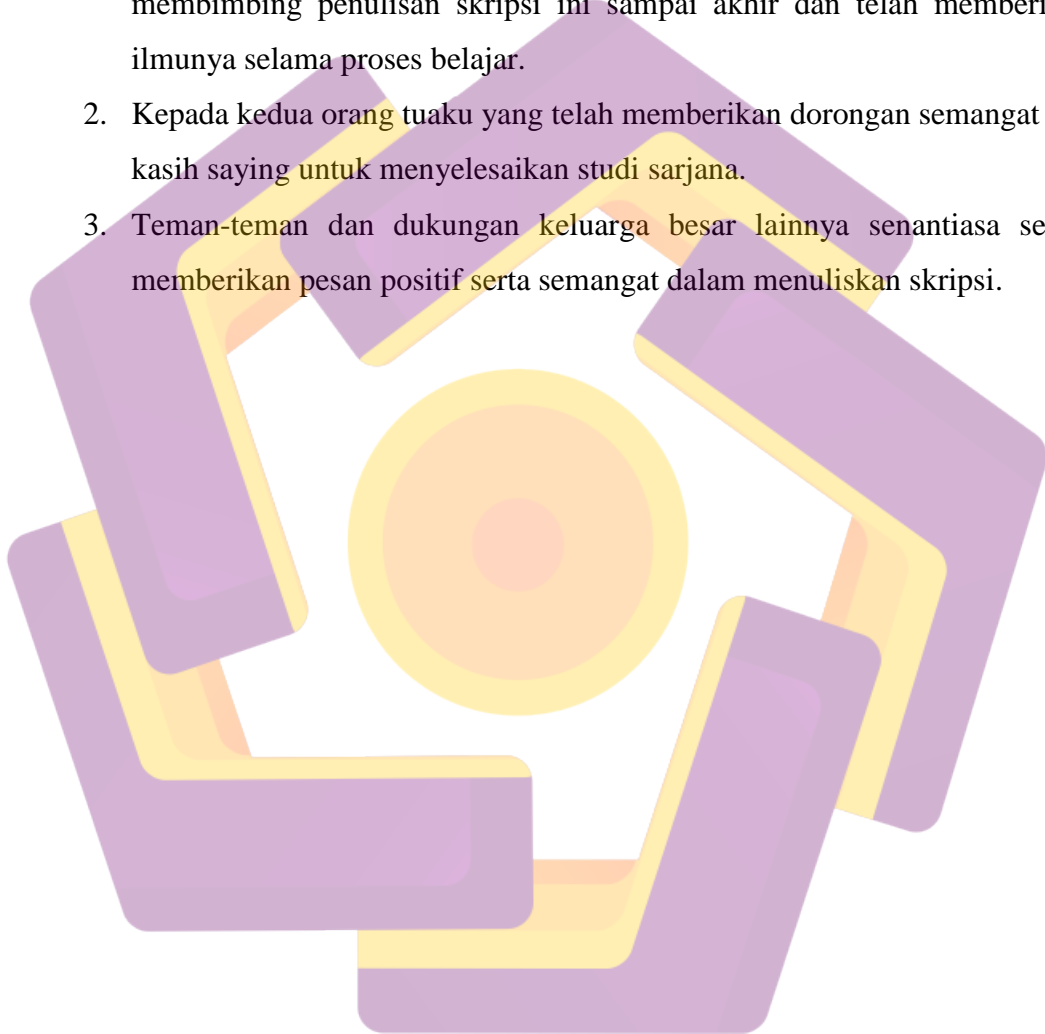 membimbing penulisan skripsi ini sampai akhir dan telah memberi
ilmunya selama proses belajar.
2. Kepada kedua orang tuaku yang telah memberikan dorongan semangat
kasih saying untuk menyelesaikan studi sarjana.
3. Teman-teman dan dukungan keluarga besar lainnya senantiasa se
memberikan pesan positif serta semangat dalam menuliskan skripsi.